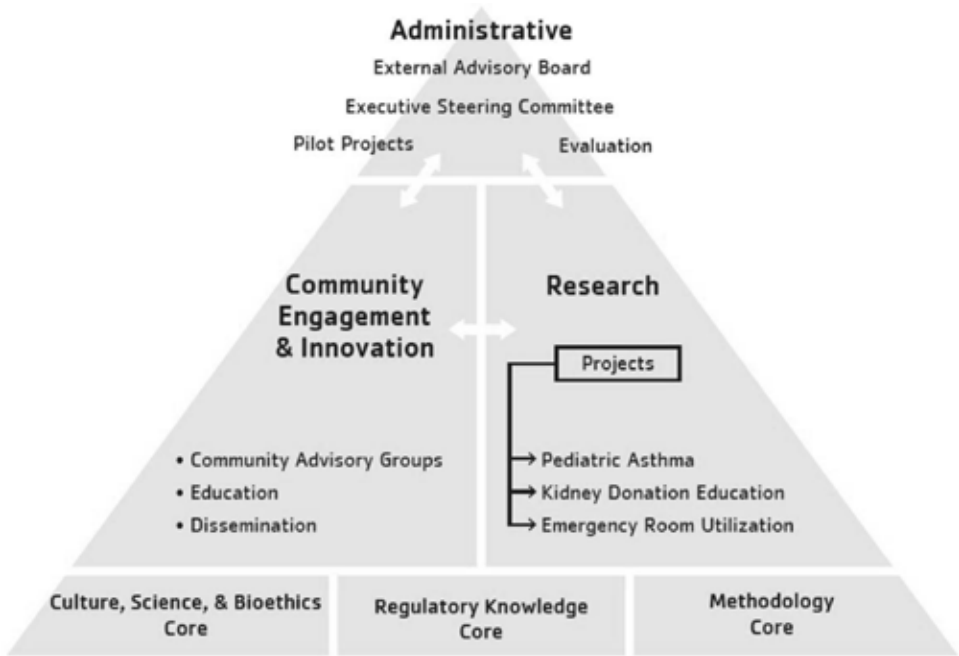 Administrative
External Advisory Board
Executive Steering Committee
Pilot Projects
Evaluation
Community
Engagement
& Innovation
• Community Advisory Groups
• Education
• Dissemination
Research
Projects
Pediatric Asthma
Kidney Donation Education
Emergency Room Utilization
Culture, Science, & Bioethics
Core
Regulatory Knowledge
Core
Methodology
Core